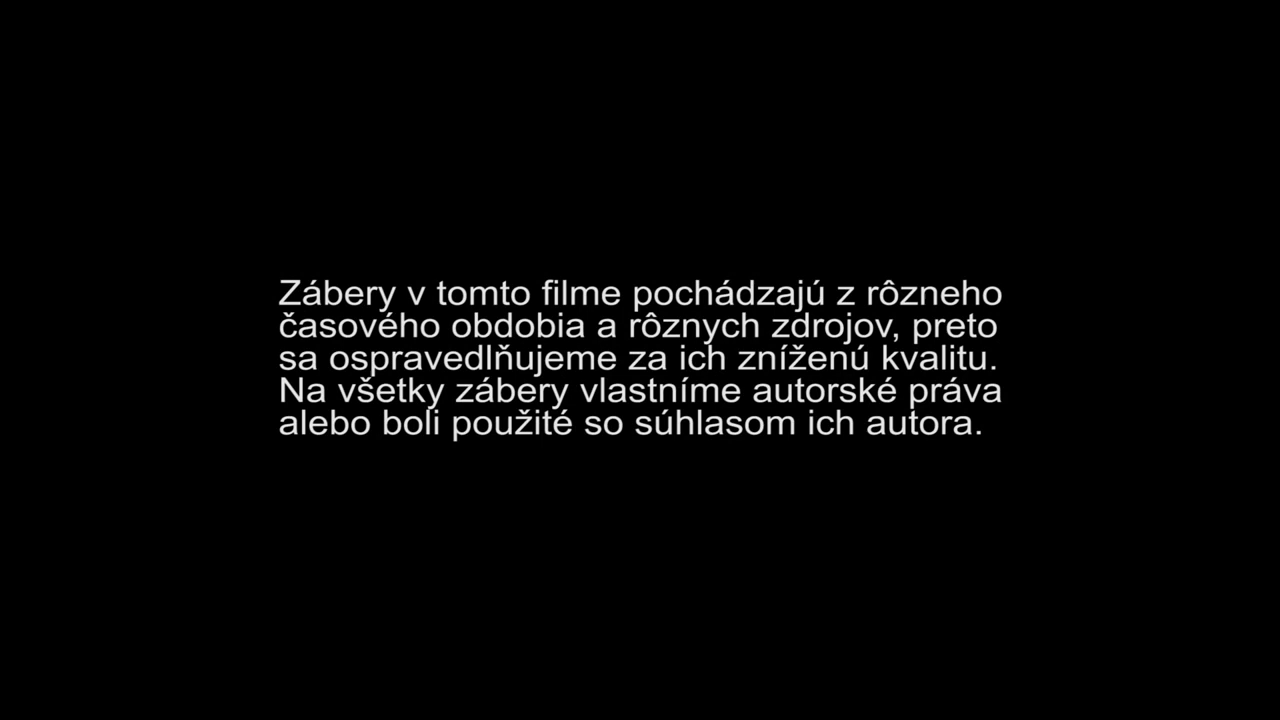 Zábery v tomto filme pochádzajú z rôzneho
časového obdobia a rôznych zdrojov, preto
sa ospravedlňujeme za ich zníženú kvalitu.
Na všetky zábery vlastníme autorské práva
alebo boli použité so súhlasom ich autora.